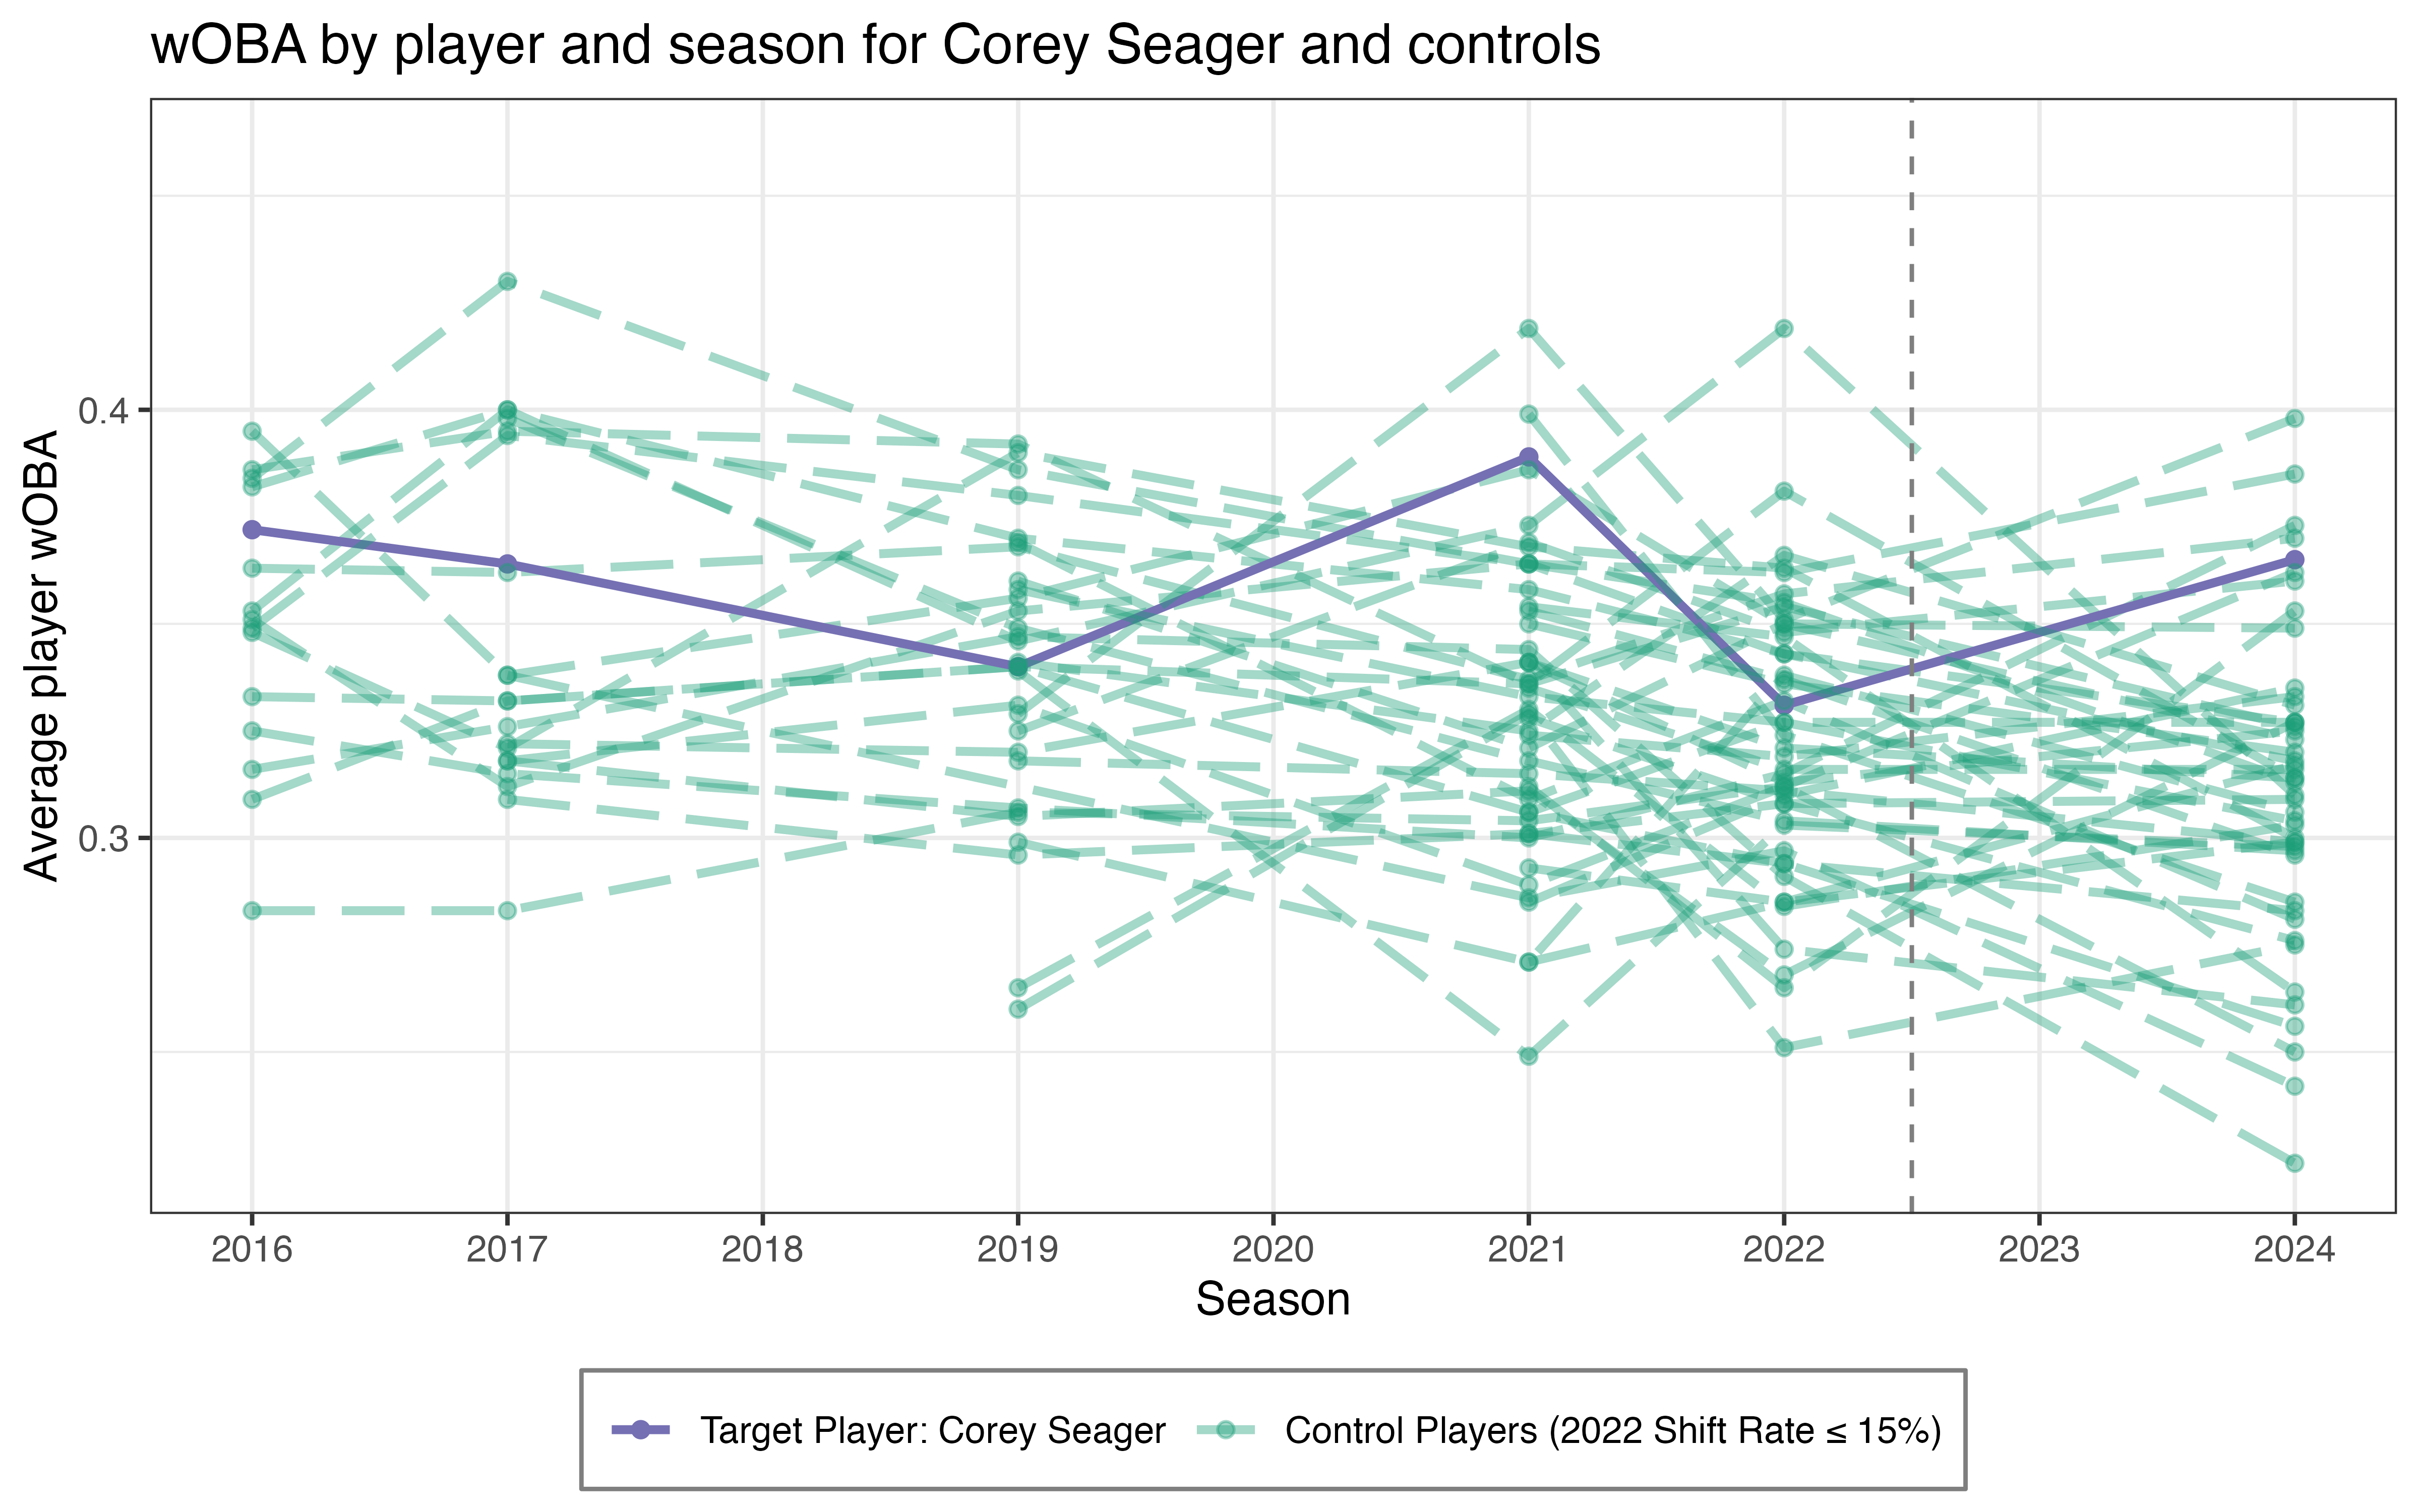 wOBA by player and season for Corey Seager and controls
Average player wOBA
0.4
0.3
2016 2017 2018 2019 2020 2021 2022 2023 2024
Season
Target Player: Corey Seager Control Players (2022 Shift Rate ≤ 15%)